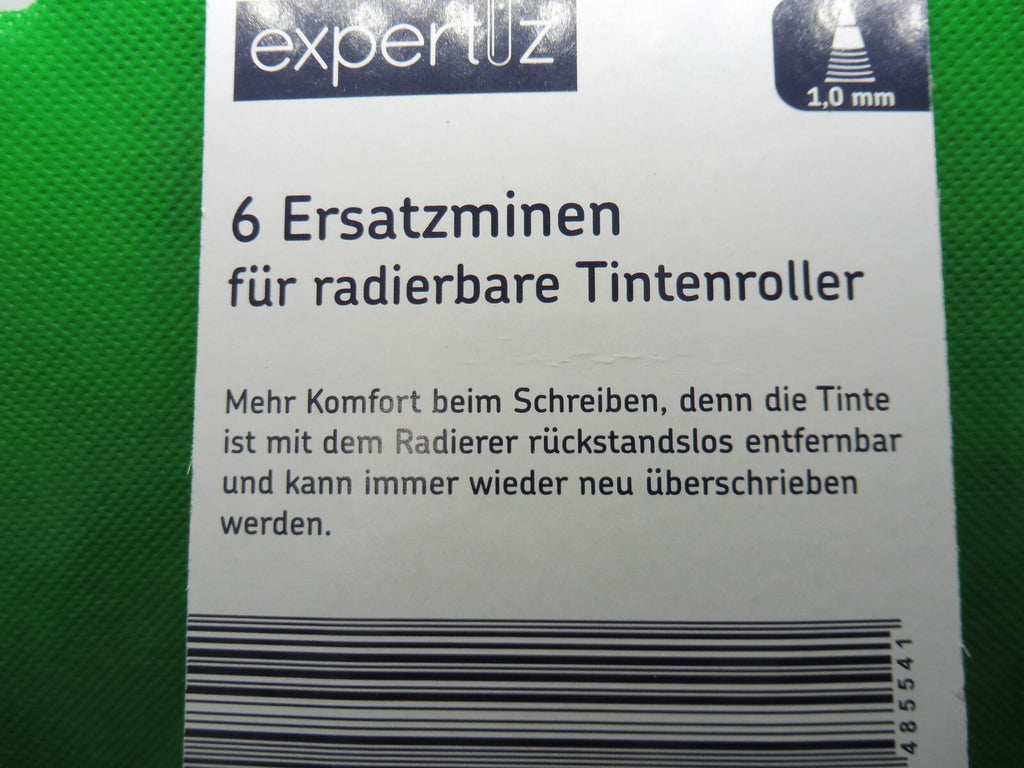 expertiz
1,0 mm
6 Ersatzminen
für radierbare Tintenroller
Mehr Komfort beim Schreiben, denn die Tinte
ist mit dem Radierer rückstandslos entfernbar
und kann immer wieder neu überschrieben
werden.
485541